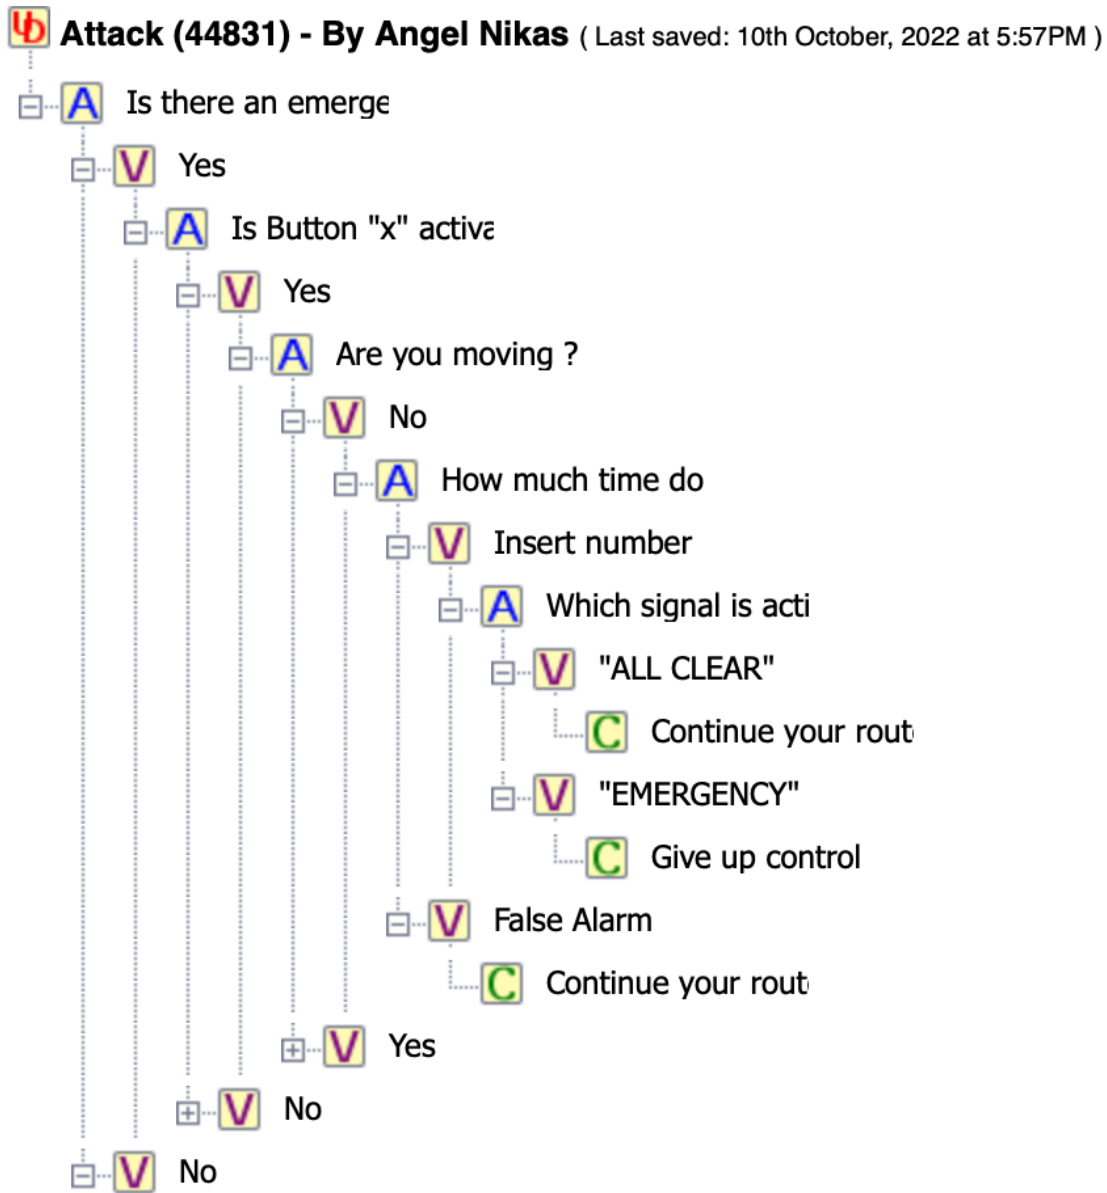 UD Attack (44831) - By Angel Nikas ( Last saved: 10th October, 2022 at 5:57PM )
A Is there an emerge
V Yes
A Is Button "x" activa
V Yes
A Are you moving ?
V No
A How much time do
V Insert number
A Which signal is acti
V "ALL CLEAR"
C Continue your rout
V "EMERGENCY"
C Give up control
V False Alarm
C Continue your rout
V Yes
V No
V No